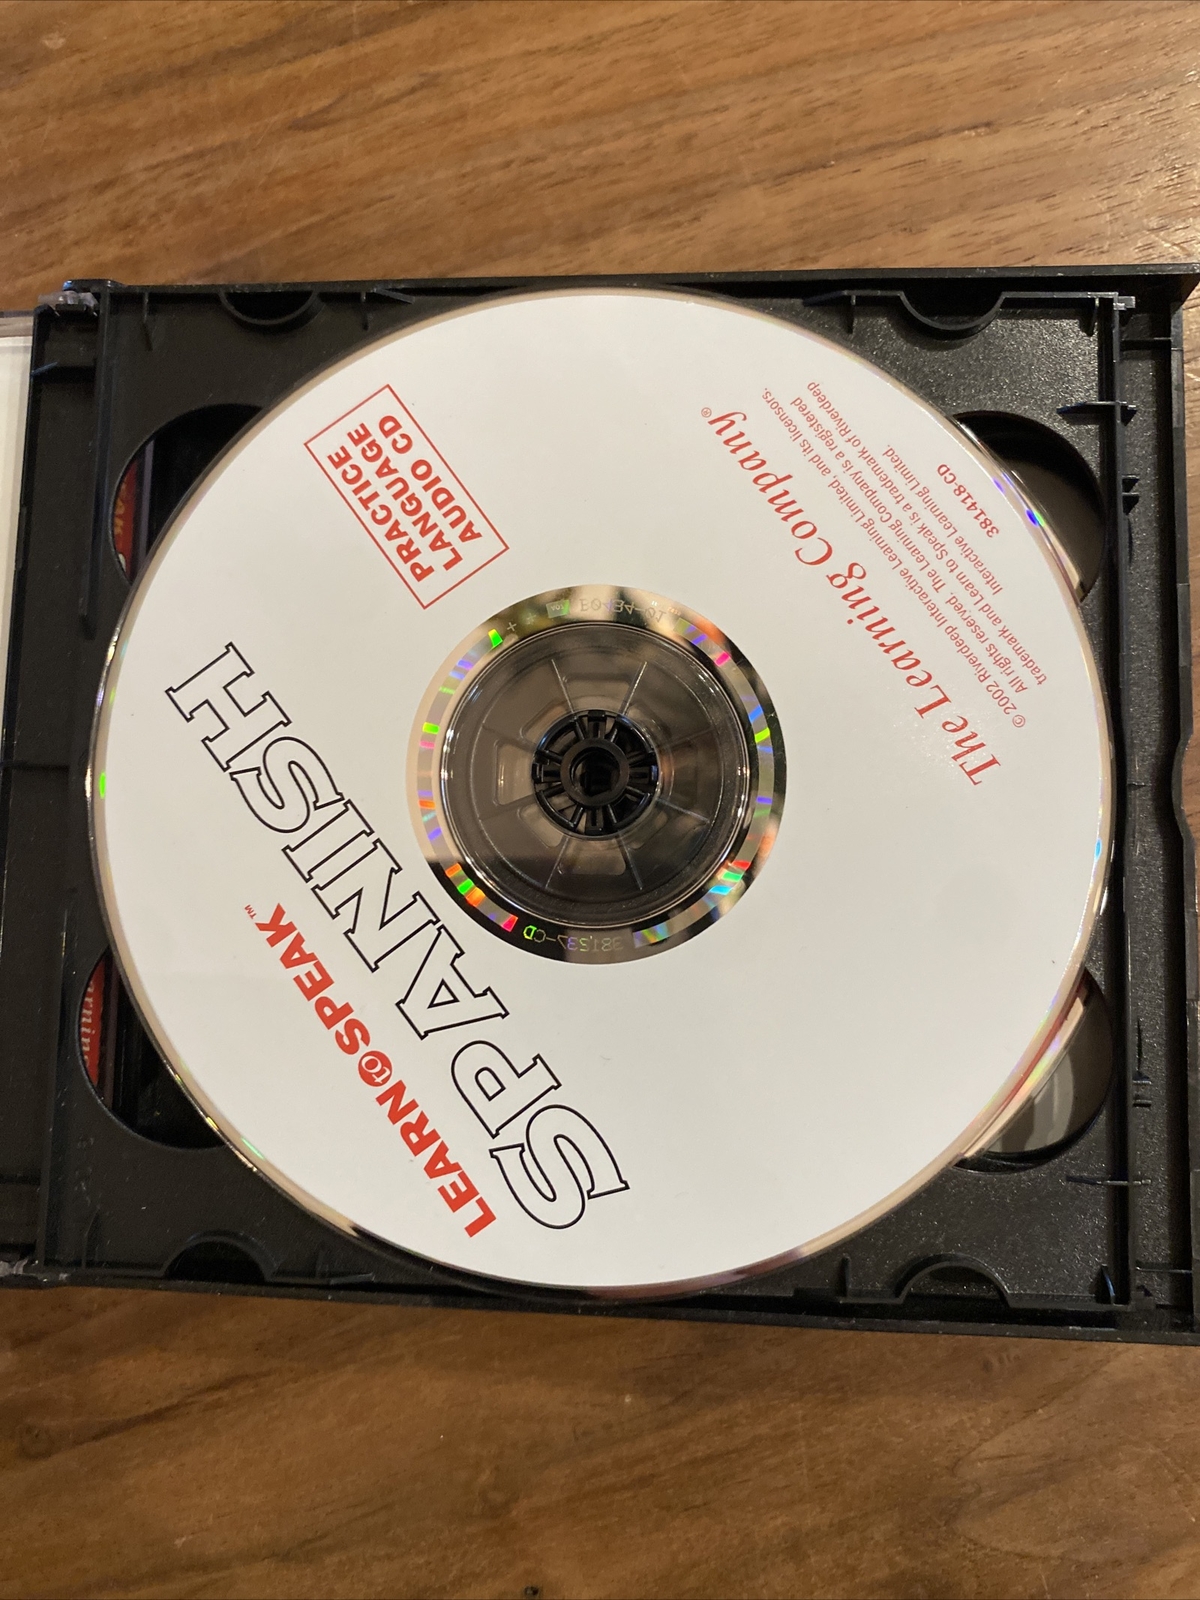 LEARN to SPEAK™
SPANISH
PRACTICE
LANGUAGE
AUDIO CD
The Learning Company®
© 2002 Riverdeep Interactive Learning Limited, and its licensors.
All rights reserved. The Learning Company is a registered
trademark and Learn to Speak is a trademark of Riverdeep
Interactive Learning Limited.
381418-CD
381237-CD